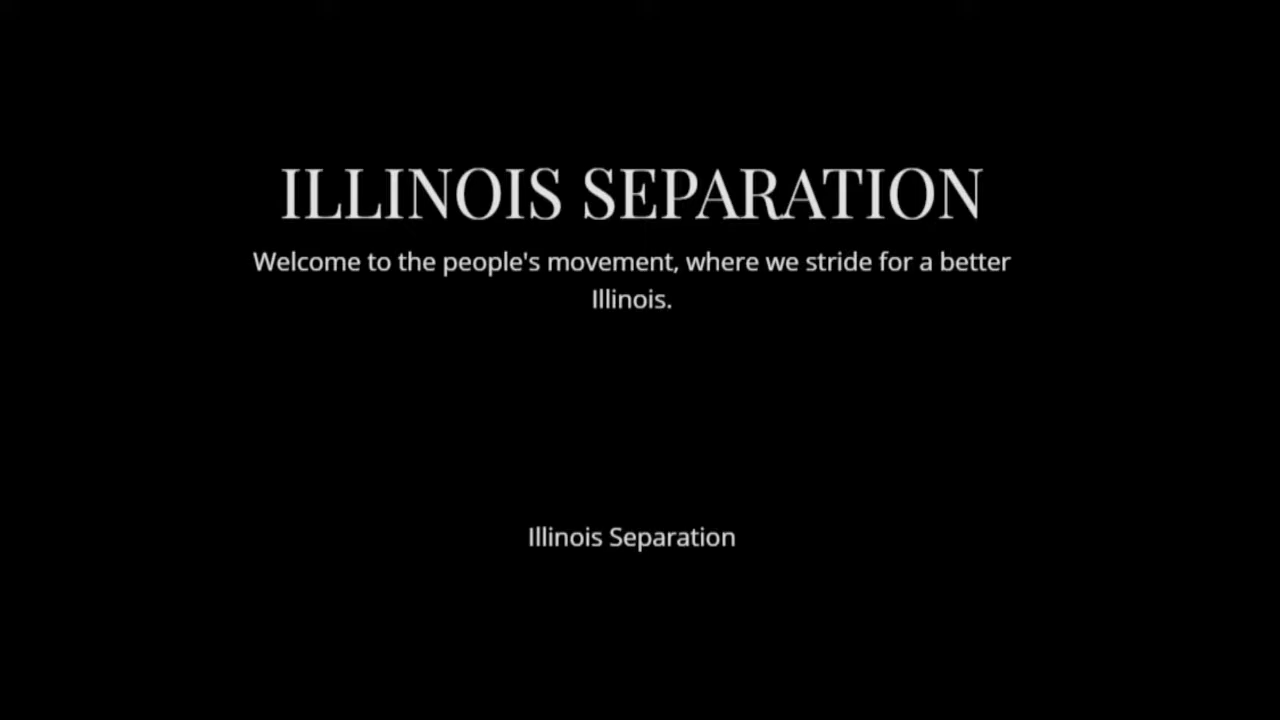 ILLINOIS SEPARATION
Welcome to the people's movement, where we stride for a better
Illinois.
Illinois Separation